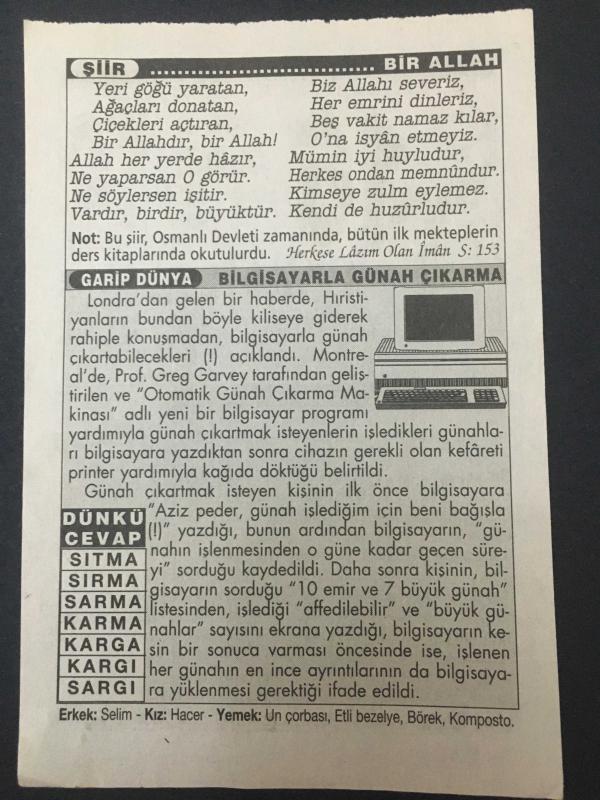 ŞİİR .................................. BİR ALLAH
Yeri göğü yaratan,
Ağaçları donatan,
Çiçekleri açtıran,
Bir Allahdır, bir Allah!
Allah her yerde hâzır,
Ne yaparsan O görür.
Ne söylersen işitir.
Vardır, birdir, büyüktür.
Biz Allahı severiz,
Her emrini dinleriz,
Beş vakit namaz kılar,
O'na isyân etmeyiz.
Mümin iyi huyludur,
Herkes ondan memnûndur.
Kimseye zulm eylemez.
Kendi de huzûrludur.
Not: Bu şiir, Osmanlı Devleti zamanında, bütün ilk mekteplerin
ders kitaplarında okutulurdu. Herkese Lâzım Olan Îmân S: 153
GARİP DÜNYA BİLGİSAYARLA GÜNAH ÇIKARMA
Londra'dan gelen bir haberde, Hıristi-
yanların bundan böyle kiliseye giderek
rahiple konuşmadan, bilgisayarla günah
çıkartabilecekleri (!) açıklandı. Montre-
al'de, Prof. Greg Garvey tarafından geliş-
tirilen ve "Otomatik Günah Çıkarma Ma-
kinası" adlı yeni bir bilgisayar programı
yardımıyla günah çıkartmak isteyenlerin işledikleri günahla-
rı bilgisayara yazdıktan sonra cihazın gerekli olan kefâreti
printer yardımıyla kağıda döktüğü belirtildi.
Günah çıkartmak isteyen kişinin ilk önce bilgisayara
"Aziz peder, günah işlediğim için beni bağışla
(!)" yazdığı, bunun ardından bilgisayarın, "gü-
nahın işlenmesinden o güne kadar geçen süre-
yi" sorduğu kaydedildi. Daha sonra kişinin, bil-
gisayarın sorduğu "10 emir ve 7 büyük günah"
listesinden, işlediği "affedilebilir" ve "büyük gü-
nahlar" sayısını ekrana yazdığı, bilgisayarın ke-
sin bir sonuca varması öncesinde ise, işlenen
her günahın en ince ayrıntılarının da bilgisaya-
ra yüklenmesi gerektiği ifade edildi.
DÜNKÜ
CEVAP
SITMA
SIRMA
SARMA
KARMA
KARGA
KARGI
SARGI
Erkek: Selim - Kız: Hacer - Yemek: Un çorbası, Etli bezelye, Börek, Komposto.